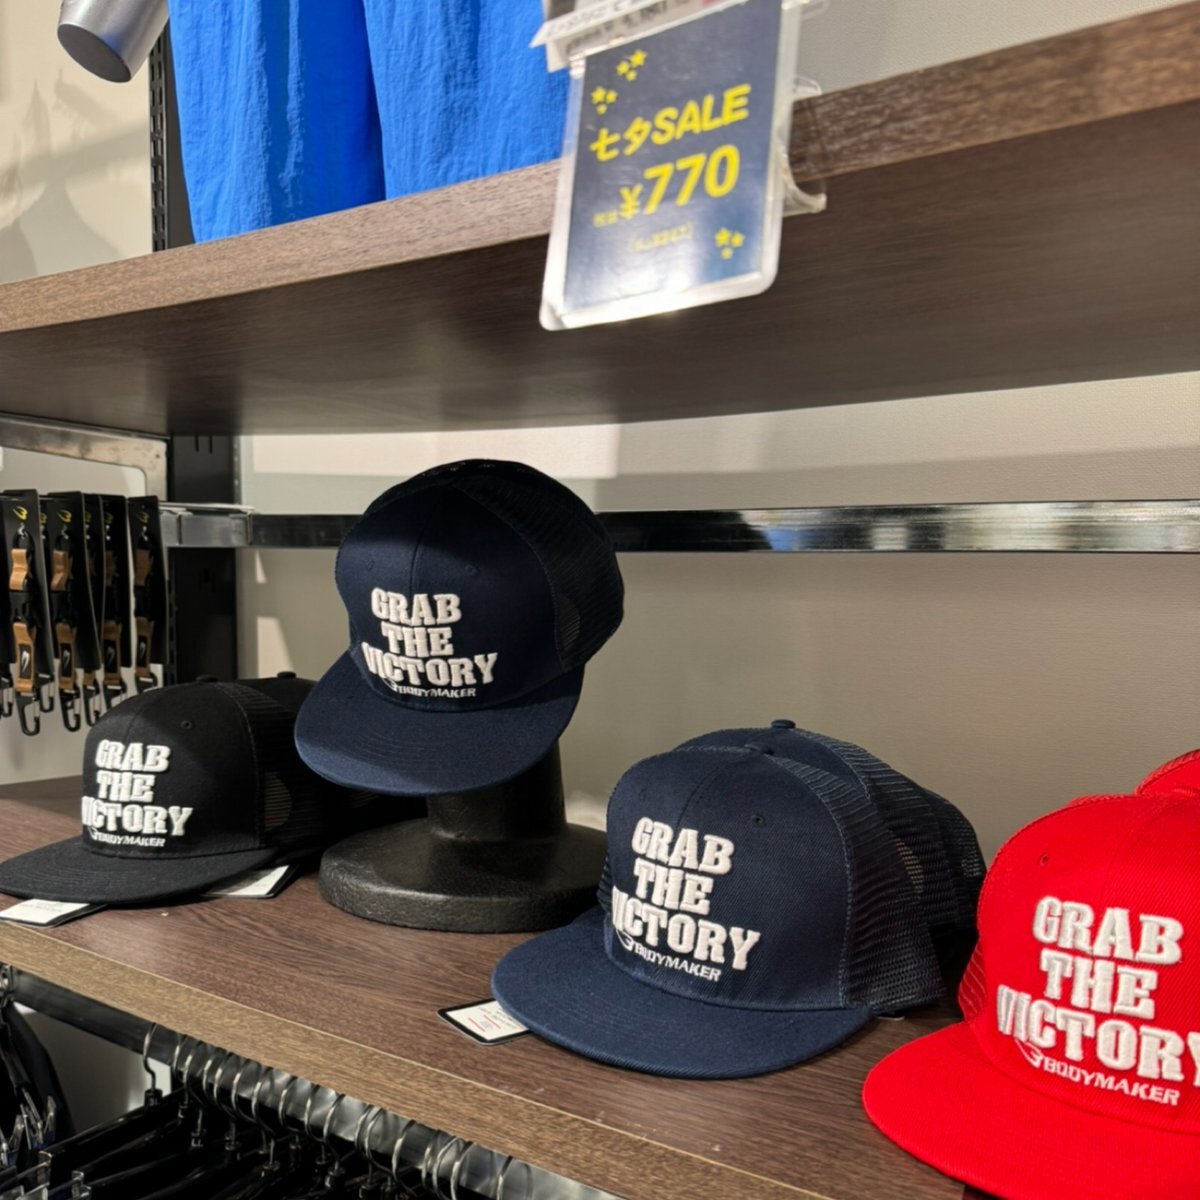 七夕SALE
¥770
GRAB
THE
VICTORY
BODYMAKER
GRAB
THE
VICTORY
BODYMAKER
GRAB
THE
VICTORY
BODYMAKER
GRAB
THE
VICTORY
BODYMAKER